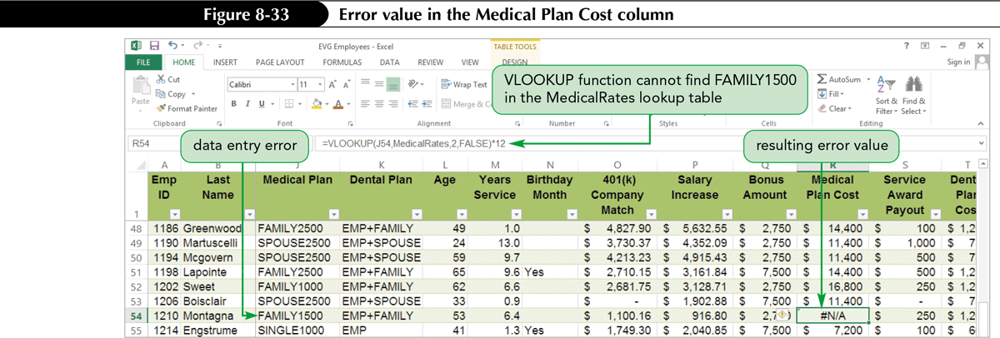 Figure 8-33 Error value in the Medical Plan Cost column
EVG Employees - Excel
TABLE TOOLS
?
FILE HOME INSERT PAGE LAYOUT FORMULAS DATA REVIEW VIEW DESIGN
Sign in
Paste
Cut
Copy
Format Painter
Clipboard
Calibri 11
B I U
Font
Wrap Text
Merge & C
Alignment
Number
Styles
Cells
AutoSum
Fill
Clear
Sort & Filter
Find & Select
Editing
VLOOKUP function cannot find FAMILY1500
in the MedicalRates lookup table
data entry error
resulting error value
R54
=VLOOKUP(J54,MedicalRates,2,FALSE)*12
A B J K L M N O P Q R S T
1 Emp ID Last Name Medical Plan Dental Plan Age Years Service Birthday Month 401(k) Company Match Salary Increase Bonus Amount Medical Plan Cost Service Award Payout Dent Plan Cos
48 1186 Greenwood FAMILY2500 EMP+FAMILY 49 1.0 $ 4,827.90 $ 5,632.55 $ 2,750 $ 14,400 $ 100 $ 1,2
49 1190 Martuscelli SPOUSE2500 EMP+SPOUSE 24 13.0 $ 3,730.37 $ 4,352.09 $ 2,750 $ 11,400 $ 1,000 $ 7
50 1194 Mcgovern SPOUSE2500 EMP+SPOUSE 59 9.7 $ 4,213.23 $ 4,915.43 $ 2,750 $ 11,400 $ 500 $ 7
51 1198 Lapointe FAMILY2500 EMP+FAMILY 65 9.6 Yes $ 2,710.15 $ 3,161.84 $ 7,500 $ 14,400 $ 500 $ 1,2
52 1202 Sweet FAMILY1000 EMP+FAMILY 62 6.6 $ 2,681.75 $ 3,128.71 $ 2,750 $ 16,800 $ 250 $ 1,2
53 1206 Boisclair SPOUSE2500 EMP+SPOUSE 33 0.9 $ - $ 1,902.88 $ 7,500 $ 11,400 $ - $ 7
54 1210 Montagna FAMILY1500 EMP+FAMILY 53 6.4 $ 1,100.16 $ 916.80 $ 2,7 0 #N/A $ 250 $ 1,2
55 1214 Engstrume SINGLE1000 EMP 41 1.3 Yes $ 1,749.30 $ 2,040.85 $ 7,500 $ 7,200 $ 100 $ 6